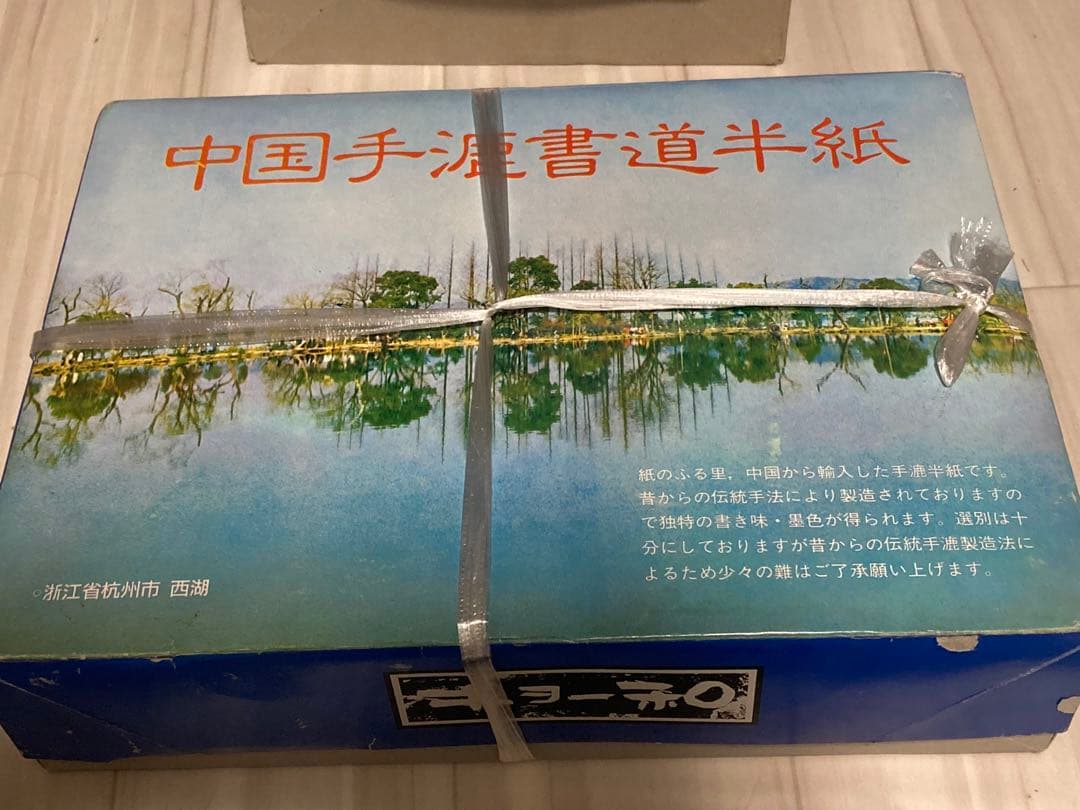 中国手漉書道半紙
紙のふる里，中国から輸入した手漉半紙です。
昔からの伝統手法により製造されておりますの
で独特の書き味・墨色が得られます。選別は十
分にしておりますが昔からの伝統手漉製造法に
よるため少々の難はご了承願い上げます。
○浙江省杭州市 西湖